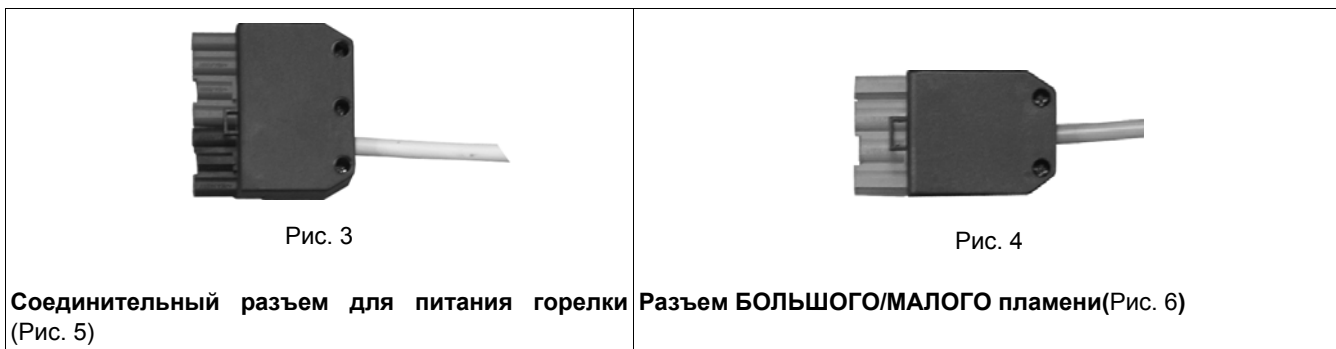 Рис. 3
Рис. 4
Соединительный разъем для питания горелки
(Рис. 5)
Разъем БОЛЬШОГО/МАЛОГО пламени(Рис. 6)